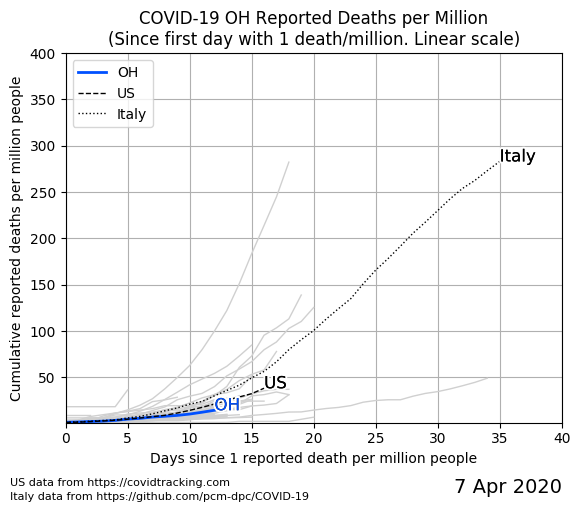 COVID-19 OH Reported Deaths per Million
(Since first day with 1 death/million. Linear scale)
Cumulative reported deaths per million people
400
350
300
250
200
150
100
50
OH
US
Italy
Italy
US
OH
0
5
10
15
20
25
30
35
40
Days since 1 reported death per million people
US data from https://covidtracking.com
Italy data from https://github.com/pcm-dpc/COVID-19
7 Apr 2020